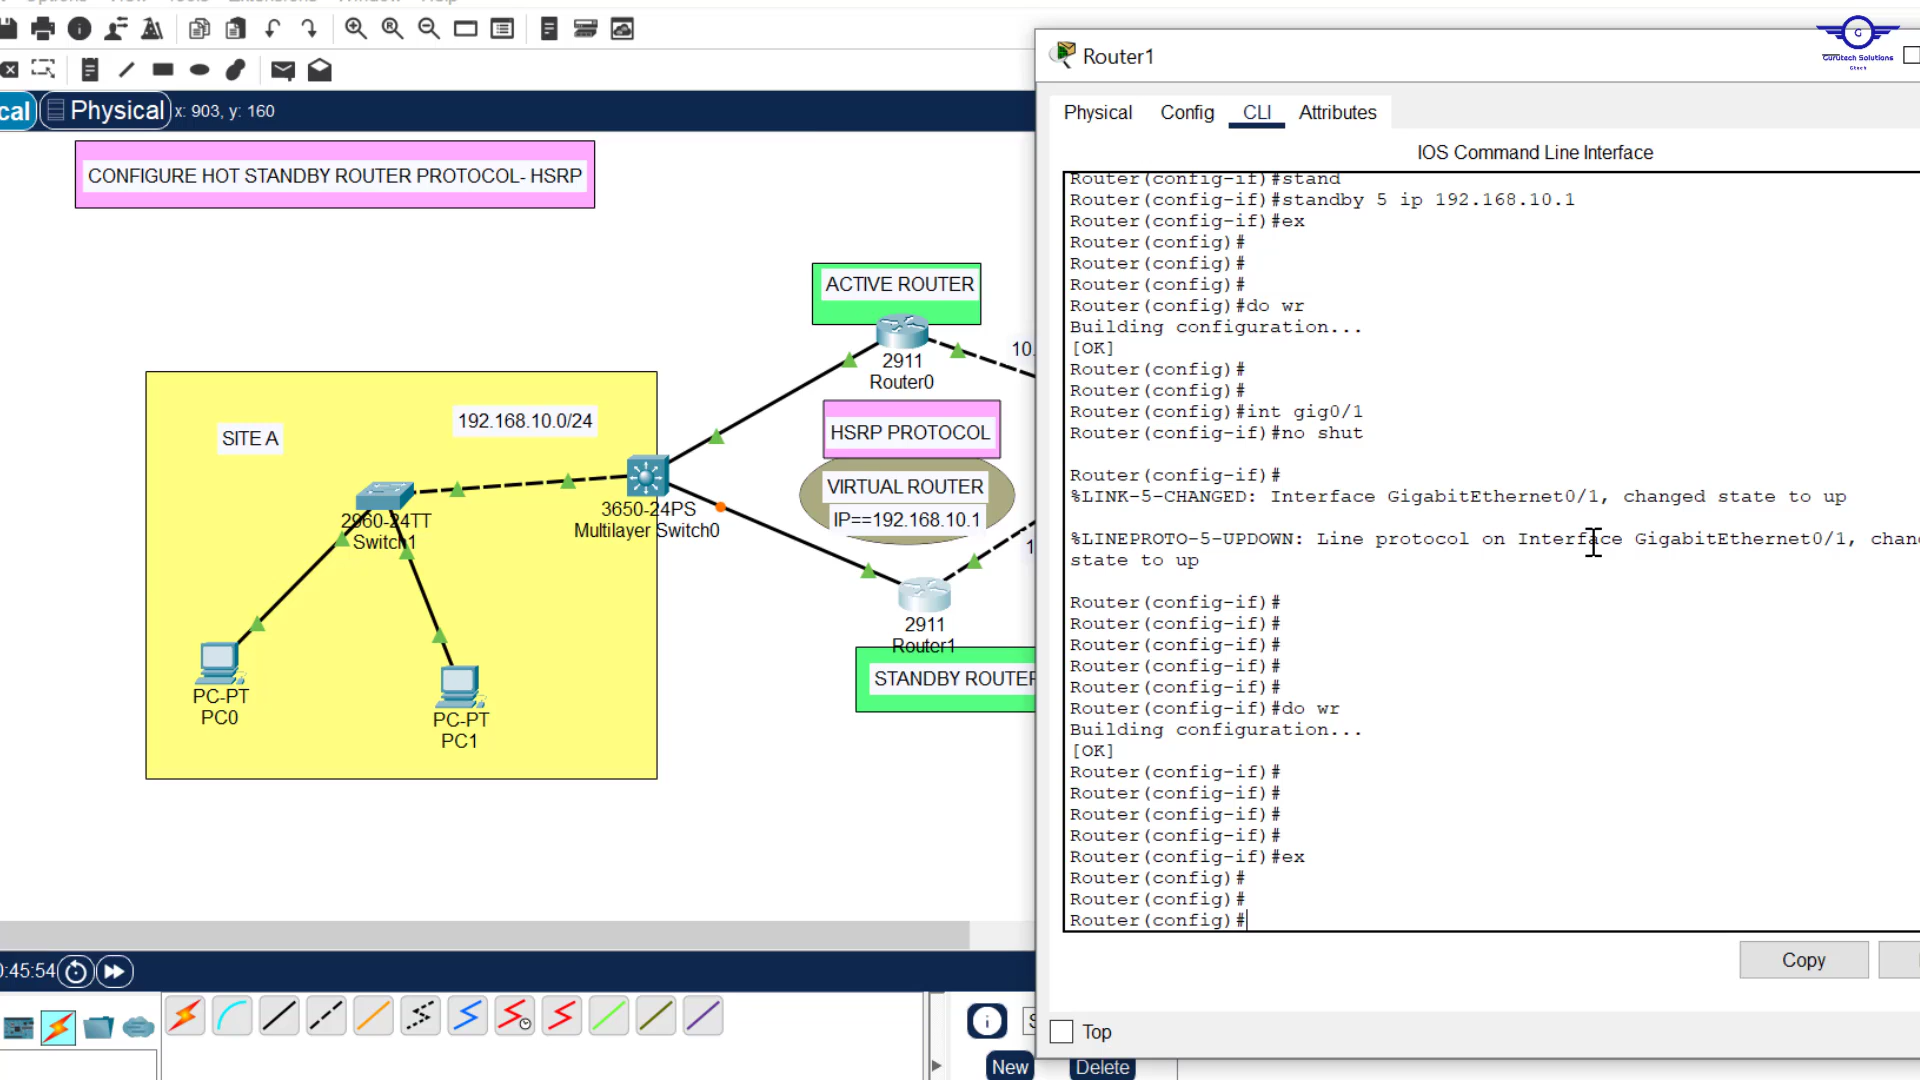 Router1
G
Gurutech Solutions
Gtech
Physical Config CLI Attributes
IOS Command Line Interface
cal
Physical
x: 903, y: 160
CONFIGURE HOT STANDBY ROUTER PROTOCOL- HSRP
ACTIVE ROUTER
2911
Router0
10.
HSRP PROTOCOL
VIRTUAL ROUTER
IP==192.168.10.1
SITE A
192.168.10.0/24
2960-24TT
Switch1
3650-24PS
Multilayer Switch0
1
2911
Router1
STANDBY ROUTER
PC-PT
PC0
PC-PT
PC1
Router(config-if)#stand
Router(config-if)#standby 5 ip 192.168.10.1
Router(config-if)#ex
Router(config)#
Router(config)#
Router(config)#
Router(config)#do wr
Building configuration...
[OK]
Router(config)#
Router(config)#
Router(config)#int gig0/1
Router(config-if)#no shut
Router(config-if)#
%LINK-5-CHANGED: Interface GigabitEthernet0/1, changed state to up
%LINEPROTO-5-UPDOWN: Line protocol on Interface GigabitEthernet0/1, chan
state to up
Router(config-if)#
Router(config-if)#
Router(config-if)#
Router(config-if)#
Router(config-if)#
Router(config-if)#do wr
Building configuration...
[OK]
Router(config-if)#
Router(config-if)#
Router(config-if)#
Router(config-if)#
Router(config-if)#ex
Router(config)#
Router(config)#
Router(config)#
Copy
Top
0:45:54
New
Delete